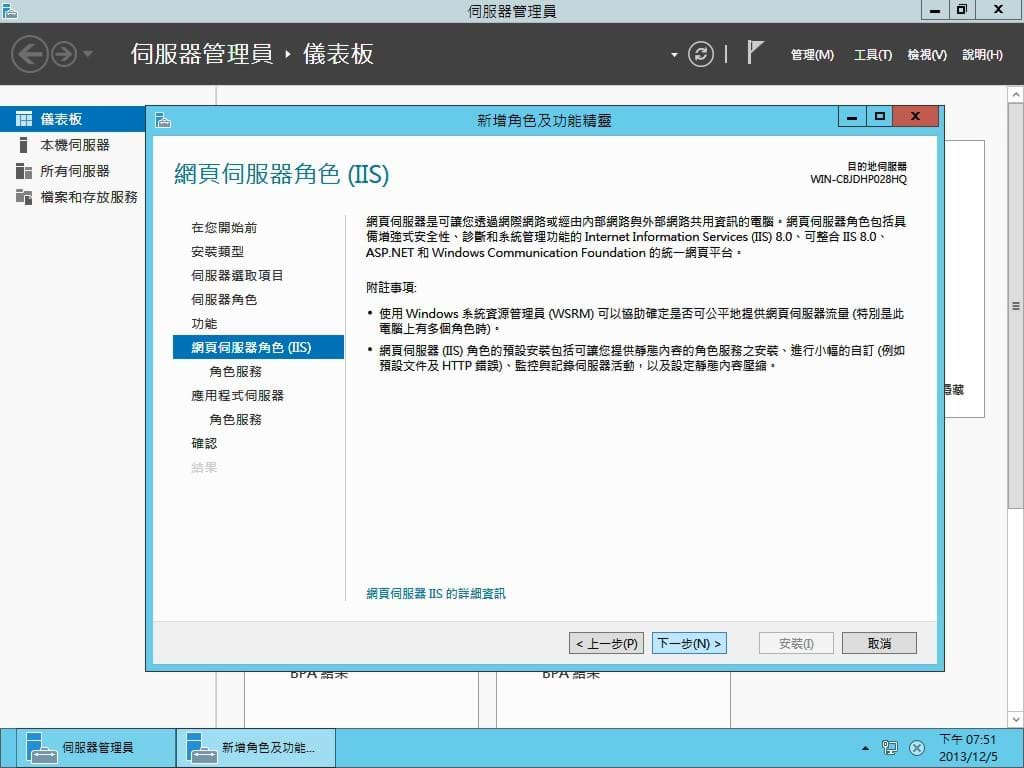 伺服器管理員
伺服器管理員 ‣ 儀表板
管理(M) 工具(T) 檢視(V) 說明(H)
儀表板
本機伺服器
所有伺服器
檔案和存放服務
新增角色及功能精靈
網頁伺服器角色 (IIS)
目的地伺服器
WIN-CBJDHP028HQ
在您開始前
安裝類型
伺服器選取項目
伺服器角色
功能
網頁伺服器角色 (IIS)
角色服務
應用程式伺服器
角色服務
確認
結果
網頁伺服器是可讓您透過網際網路或經由內部網路與外部網路共用資訊的電腦。網頁伺服器角色包括具
備增強式安全性、診斷和系統管理功能的 Internet Information Services (IIS) 8.0、可整合 IIS 8.0、
ASP.NET 和 Windows Communication Foundation 的統一網頁平台。
附註事項:
• 使用 Windows 系統資源管理員 (WSRM) 可以協助確定是否可公平地提供網頁伺服器流量 (特別是此
電腦上有多個角色時)。
• 網頁伺服器 (IIS) 角色的預設安裝包括可讓您提供靜態內容的角色服務之安裝、進行小幅的自訂 (例如
預設文件及 HTTP 錯誤)、監控與記錄伺服器活動，以及設定靜態內容壓縮。
網頁伺服器 IIS 的詳細資訊
< 上一步(P) 下一步(N) > 安裝(I) 取消
藏
BPA 結果 BPA 結果
伺服器管理員
新增角色及功能...
下午 07:51
2013/12/5